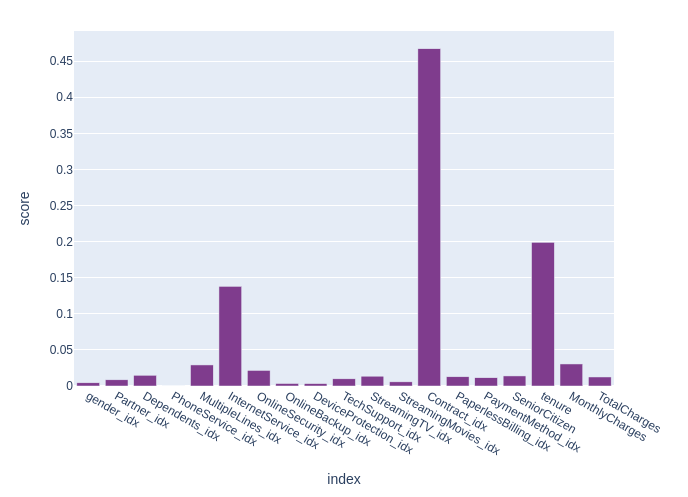 score
0.45
0.4
0.35
0.3
0.25
0.2
0.15
0.1
0.05
0
gender_idx
Partner_idx
Dependents_idx
PhoneService_idx
MultipleLines_idx
InternetService_idx
OnlineSecurity_idx
OnlineBackup_idx
DeviceProtection_idx
TechSupport_idx
StreamingTV_idx
StreamingMovies_idx
Contract_idx
PaperlessBilling_idx
PaymentMethod_idx
SeniorCitizen
tenure
MonthlyCharges
TotalCharges
index